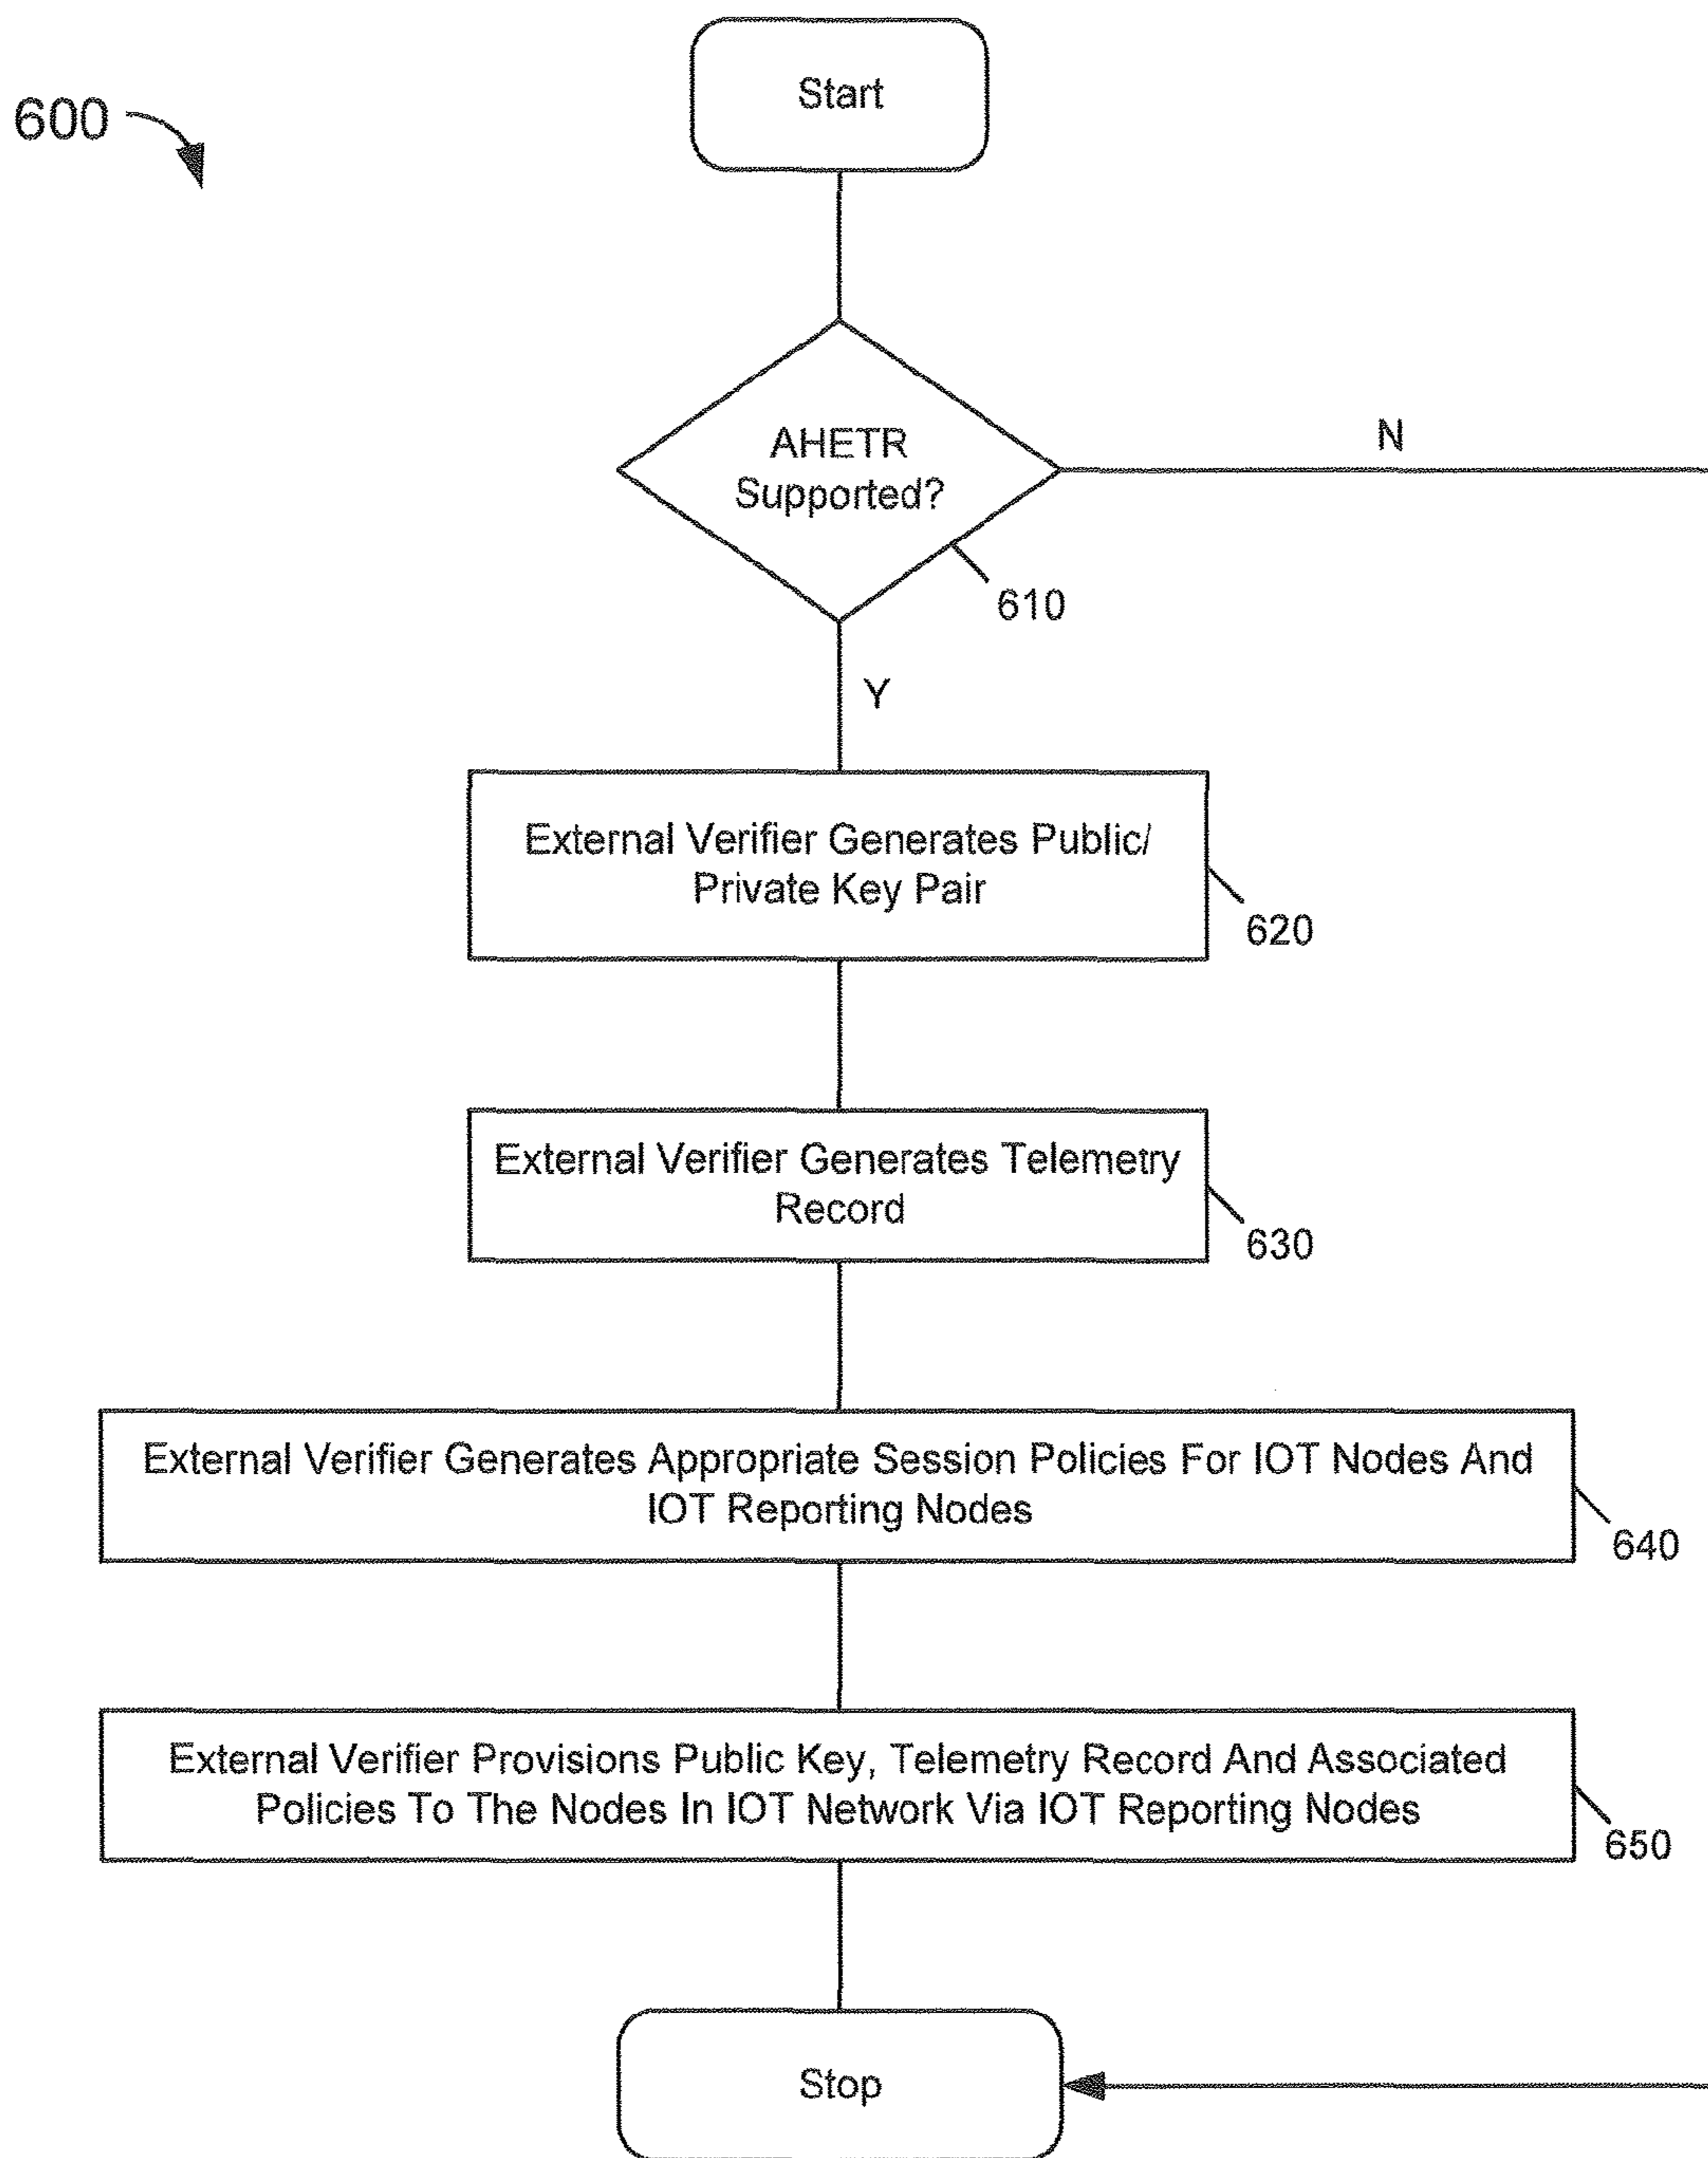 Start
600
AHETR
Supported?
N
610
Y
External Verifier Generates Public/
Private Key Pair
620
External Verifier Generates Telemetry
Record
630
External Verifier Generates Appropriate Session Policies For IOT Nodes And
IOT Reporting Nodes
640
External Verifier Provisions Public Key, Telemetry Record And Associated
Policies To The Nodes In IOT Network Via IOT Reporting Nodes
650
Stop